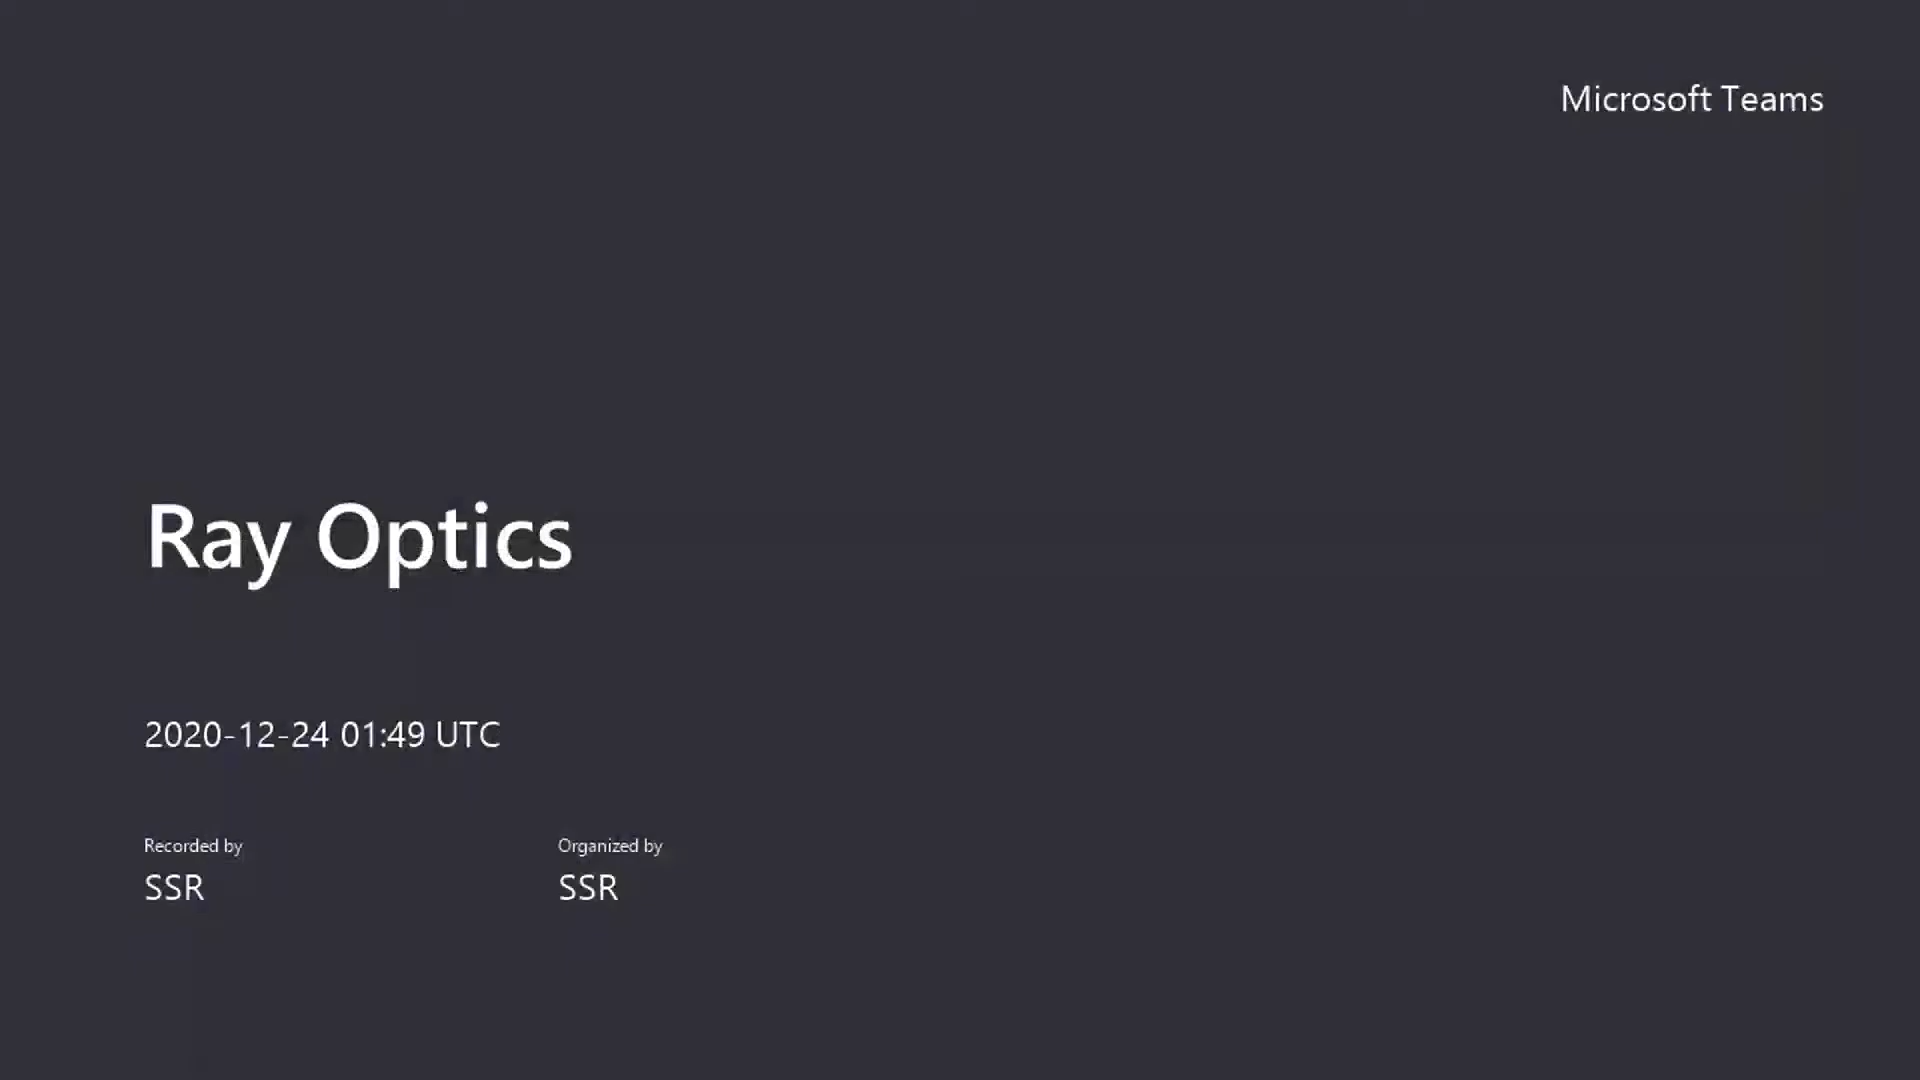 Microsoft Teams
Ray Optics
2020-12-24 01:49 UTC
Recorded by
SSR
Organized by
SSR